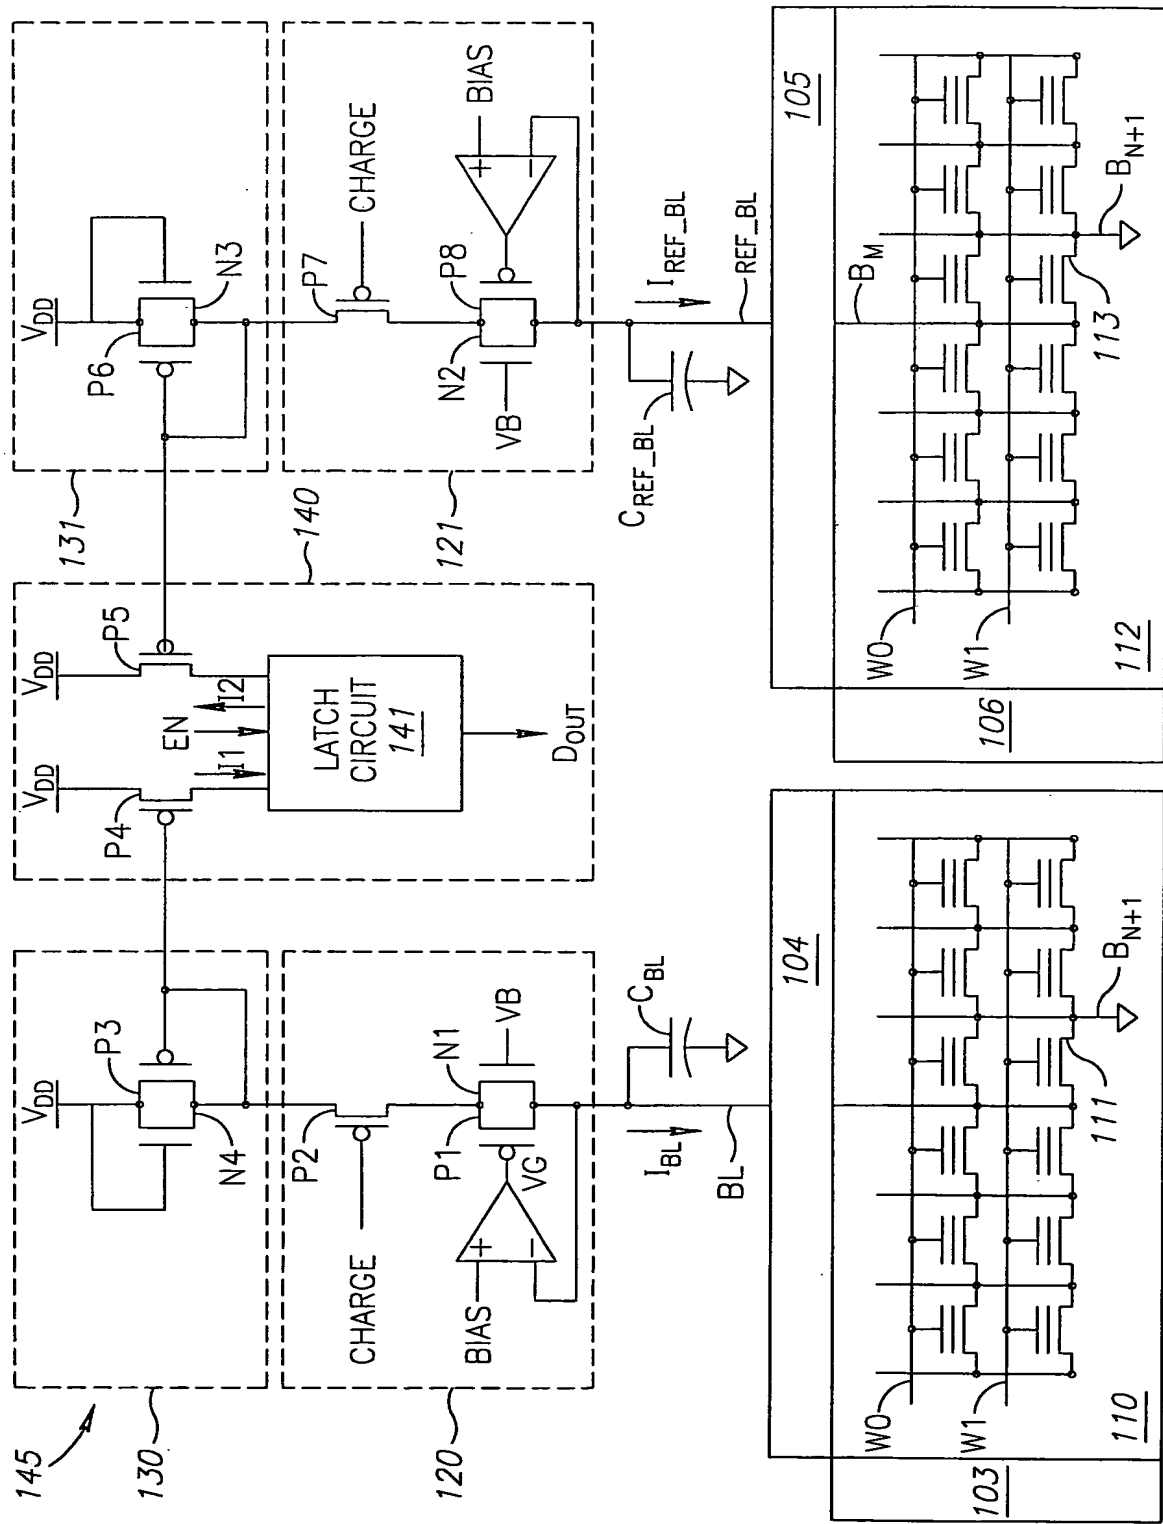 145
130
V_DD
P3
N4
P2
CHARGE
P1
N1
VG
VB
BIAS
+
−
120
I_BL
C_BL
BL
V_DD
V_DD
P4
P5
I1
EN
I2
LATCH
CIRCUIT
141
D_OUT
140
131
V_DD
P6
N3
P7
CHARGE
N2
P8
VB
BIAS
+
−
121
C_REF_BL
I_REF_BL
REF_BL
104
103
W0
W1
110
111
B_N+1
105
106
B_M
W0
W1
112
113
B_N+1